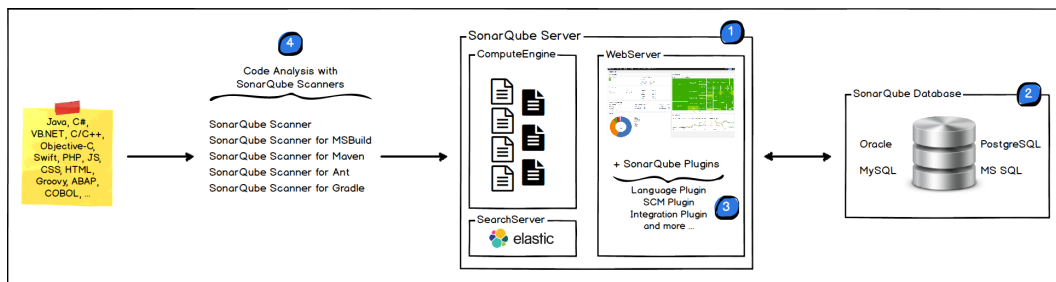 Java, C#,
VB.NET, C/C++,
Objective-C,
Swift, PHP, JS,
CSS, HTML,
Groovy, ABAP,
COBOL, ...
4
Code Analysis with
SonarQube Scanners
SonarQube Scanner
SonarQube Scanner for MSBuild
SonarQube Scanner for Maven
SonarQube Scanner for Ant
SonarQube Scanner for Gradle
SonarQube Server
1
ComputeEngine
SearchServer
elastic
WebServer
+ SonarQube Plugins
Language Plugin
SCM Plugin
Integration Plugin
and more ...
3
SonarQube Database
2
Oracle
PostgreSQL
MySQL
MS SQL